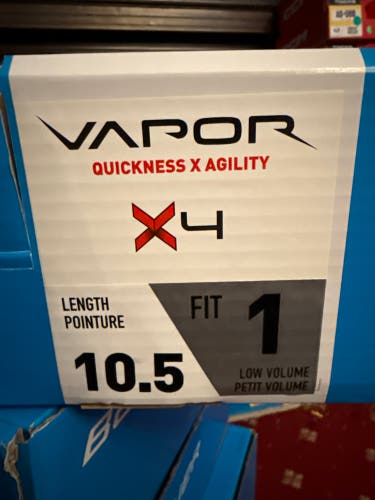 VAPOR
QUICKNESS X AGILITY
X4
LENGTH
POINTURE
10.5
FIT 1
LOW VOLUME
PETIT VOLUME